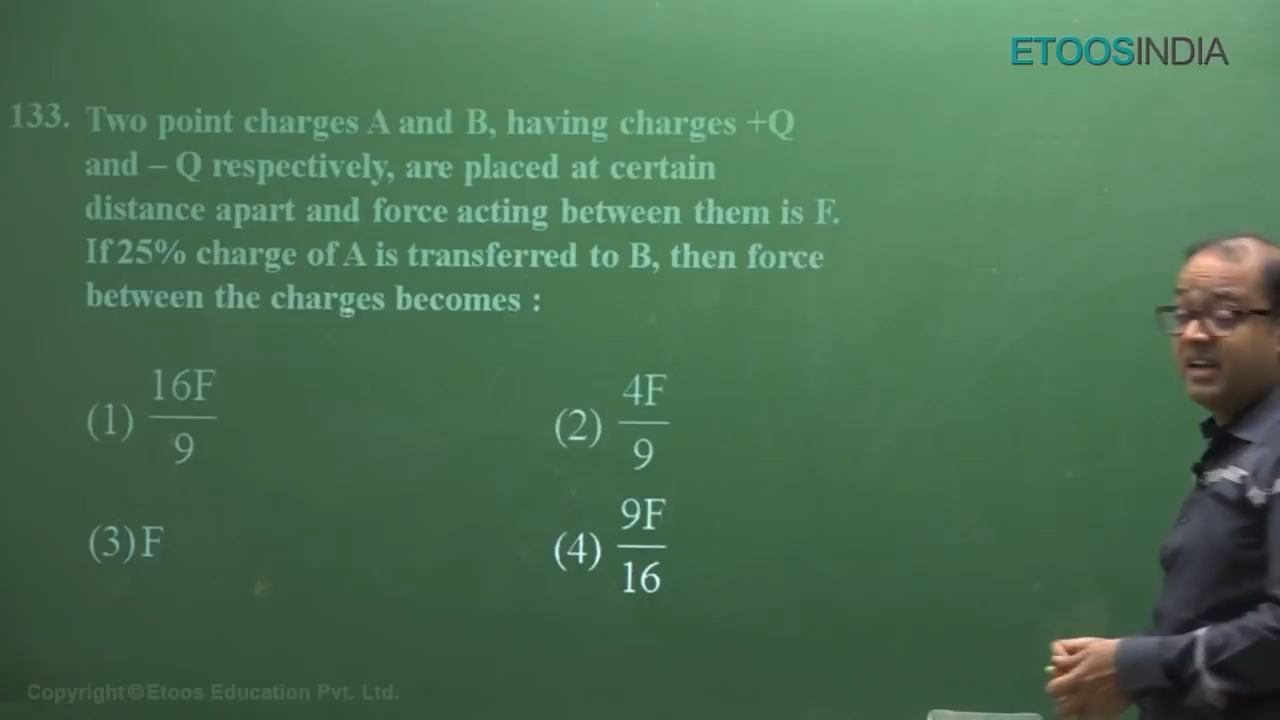 ETOOSINDIA
133. Two point charges A and B, having charges +Q
and – Q respectively, are placed at certain
distance apart and force acting between them is F.
If 25% charge of A is transferred to B, then force
between the charges becomes :
(1) 16F/9 (2) 4F/9
(3) F (4) 9F/16
Copyright©Etoos Education Pvt. Ltd.